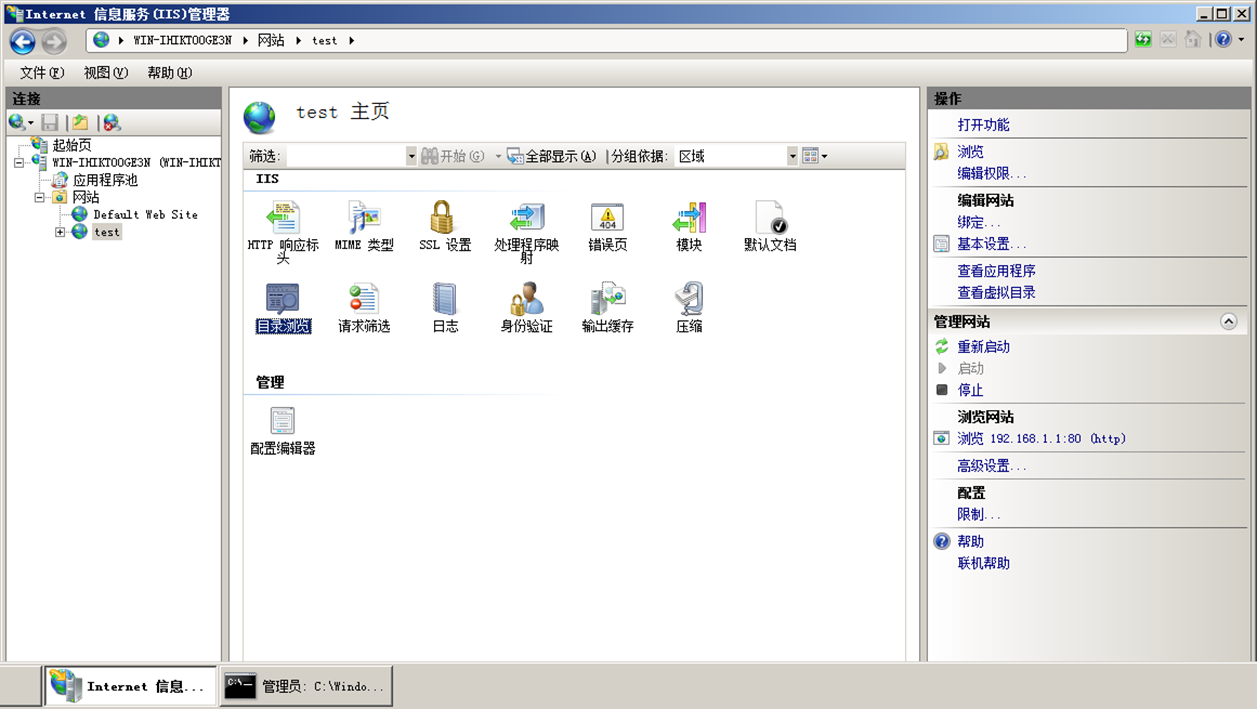 Internet 信息服务(IIS)管理器
WIN-IHIKTOOGE3N 网站 test
文件(F) 视图(V) 帮助(H)
连接
起始页
WIN-IHIKTOOGE3N (WIN-IHIKT
应用程序池
网站
Default Web Site
test
test 主页
筛选: 开始(G) 全部显示(A) 分组依据: 区域
IIS
HTTP 响应标头
MIME 类型
SSL 设置
处理程序映射
404
错误页
模块
默认文档
目录浏览
请求筛选
日志
身份验证
输出缓存
压缩
管理
配置编辑器
操作
打开功能
浏览
编辑权限...
编辑网站
绑定...
基本设置...
查看应用程序
查看虚拟目录
管理网站
重新启动
启动
停止
浏览网站
浏览 192.168.1.1:80 (http)
高级设置...
配置
限制...
帮助
联机帮助
Internet 信息...
C:\
管理员: C:\Windo...